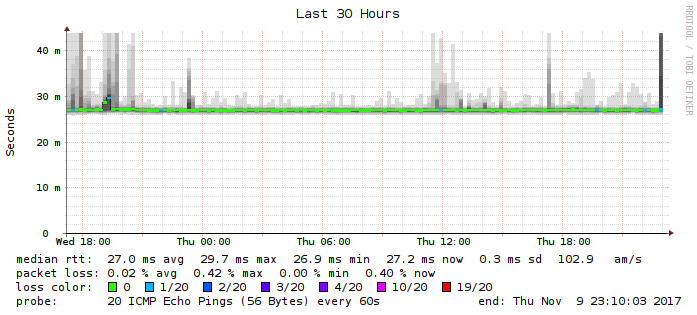 Last 30 Hours
RRDTOOL / TOBI OETIKER
Seconds
40 m
30 m
20 m
10 m
0
Wed 18:00 Thu 00:00 Thu 06:00 Thu 12:00 Thu 18:00
median rtt: 27.0 ms avg 29.7 ms max 26.9 ms min 27.2 ms now 0.3 ms sd 102.9 am/s
packet loss: 0.02 % avg 0.42 % max 0.00 % min 0.40 % now
loss color: 0 1/20 2/20 3/20 4/20 10/20 19/20
probe: 20 ICMP Echo Pings (56 Bytes) every 60s end: Thu Nov 9 23:10:03 2017